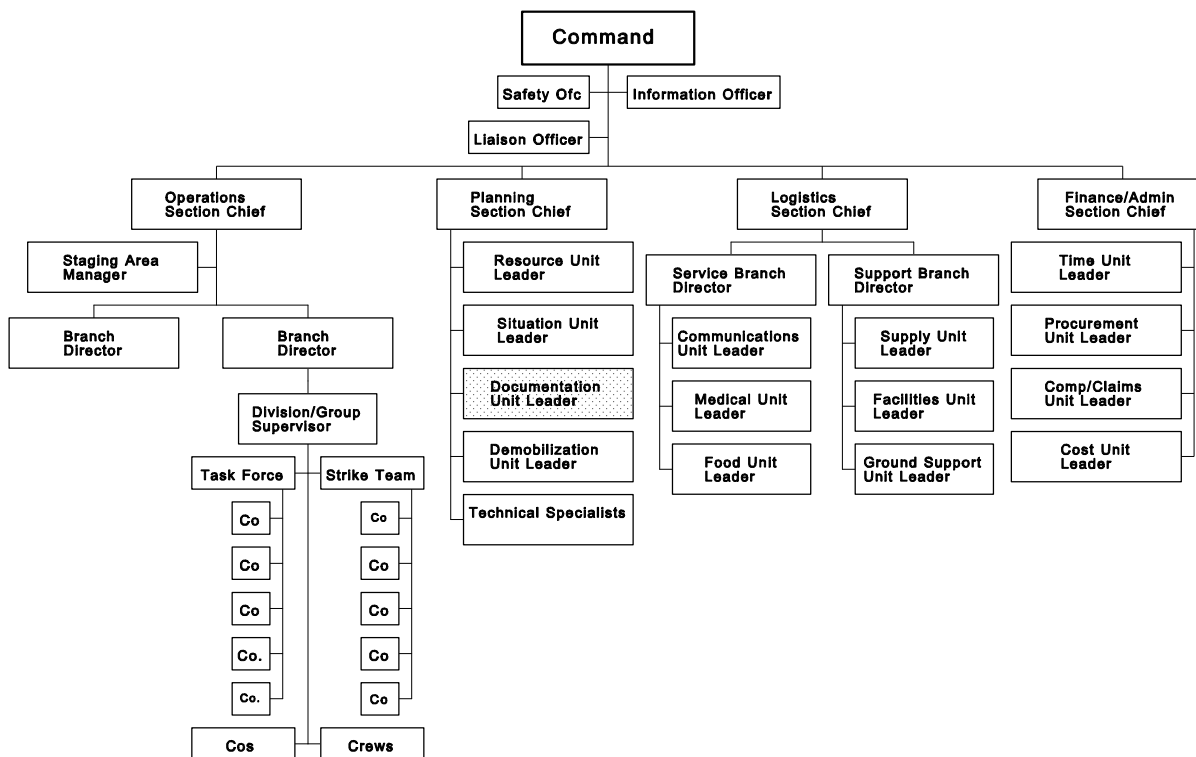 Command
Safety Ofc
Information Officer
Liaison Officer
Operations
Section Chief
Planning
Section Chief
Logistics
Section Chief
Finance/Admin
Section Chief
Staging Area
Manager
Branch
Director
Branch
Director
Division/Group
Supervisor
Task Force
Strike Team
Co
Co
Co
Co.
Co.
Co
Co
Co
Co
Co
Cos
Crews
Resource Unit
Leader
Situation Unit
Leader
Documentation
Unit Leader
Demobilization
Unit Leader
Technical Specialists
Service Branch
Director
Communications
Unit Leader
Medical Unit
Leader
Food Unit
Leader
Support Branch
Director
Supply Unit
Leader
Facilities Unit
Leader
Ground Support
Unit Leader
Time Unit
Leader
Procurement
Unit Leader
Comp/Claims
Unit Leader
Cost Unit
Leader